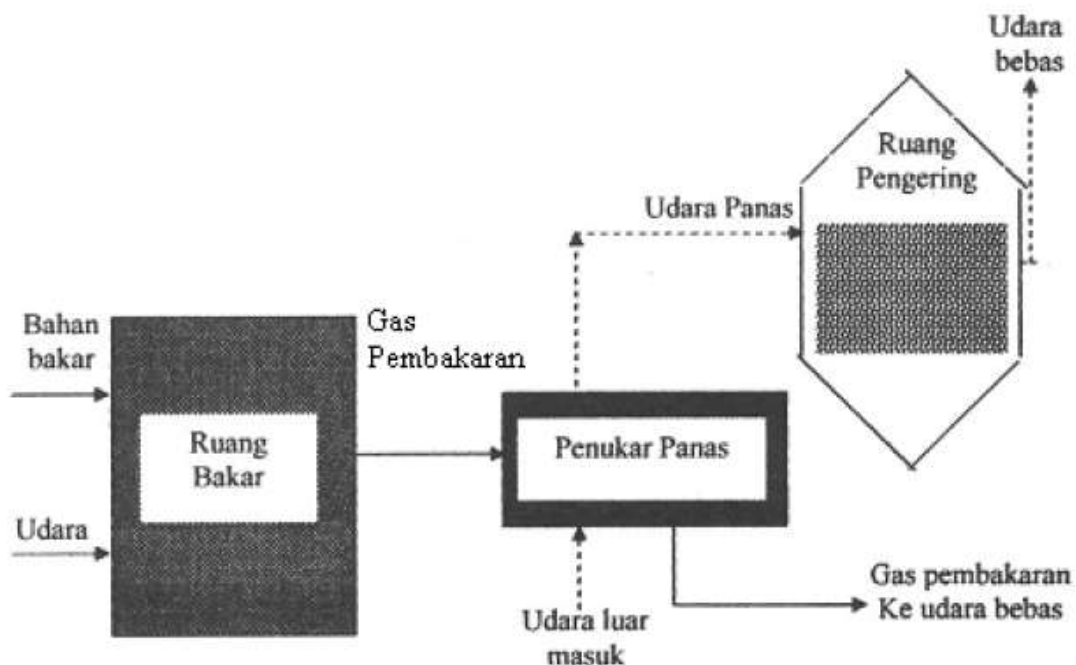 Udara
bebas
Ruang
Pengering
Udara Panas
Bahan
bakar
Gas
Pembakaran
Ruang
Bakar
Penukar Panas
Udara
Udara luar
masuk
Gas pembakaran
Ke udara bebas